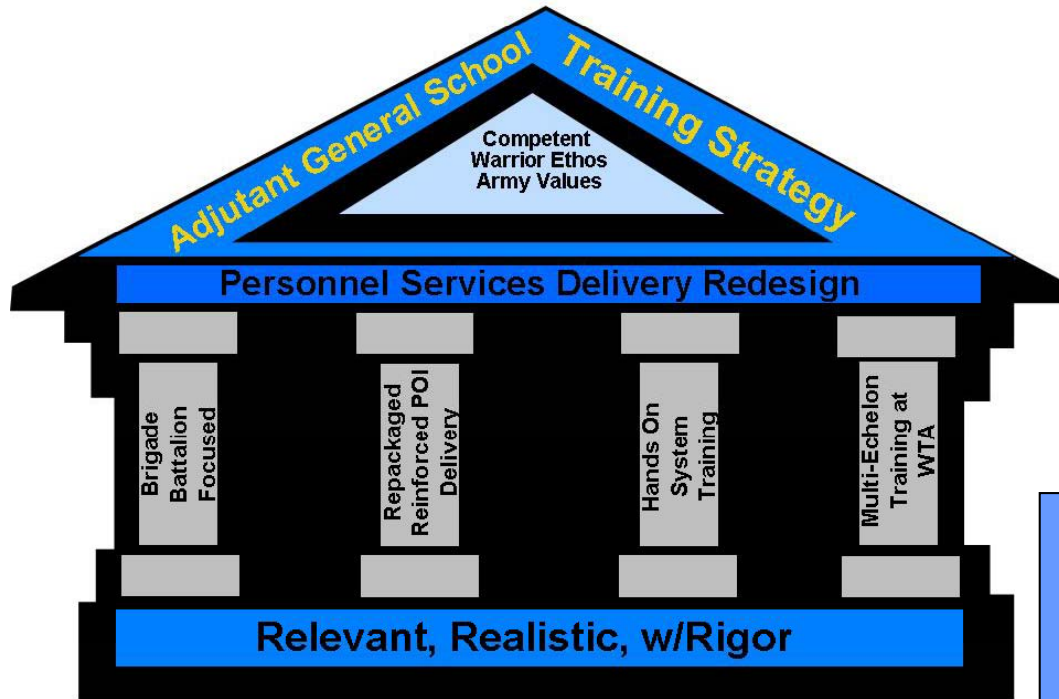 Adjutant General School
Training Strategy
Competent
Warrior Ethos
Army Values
Personnel Services Delivery Redesign
Brigade
Battalion
Focused
Repackaged
Reinforced POI
Delivery
Hands On
System
Training
Multi-Echelon
Training at
WTA
Relevant, Realistic, w/Rigor